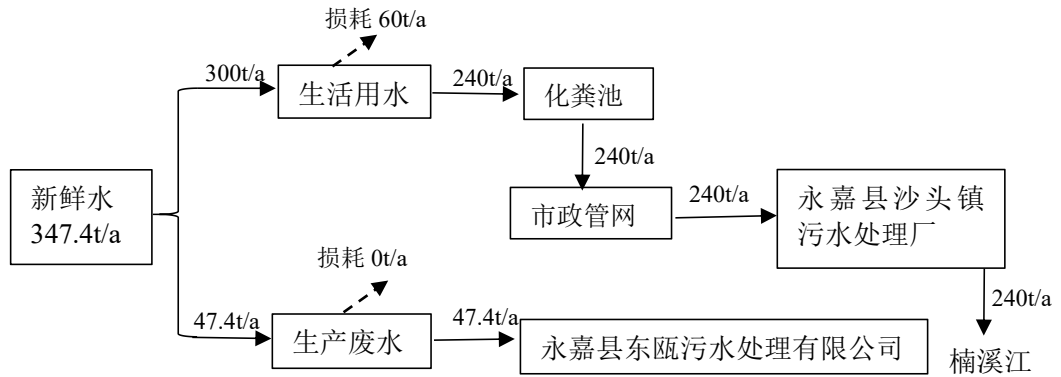 损耗 60t/a
300t/a
生活用水
240t/a
化粪池
240t/a
新鲜水
347.4t/a
市政管网
240t/a
永嘉县沙头镇
污水处理厂
损耗 0t/a
240t/a
47.4t/a
生产废水
47.4t/a
永嘉县东瓯污水处理有限公司
楠溪江